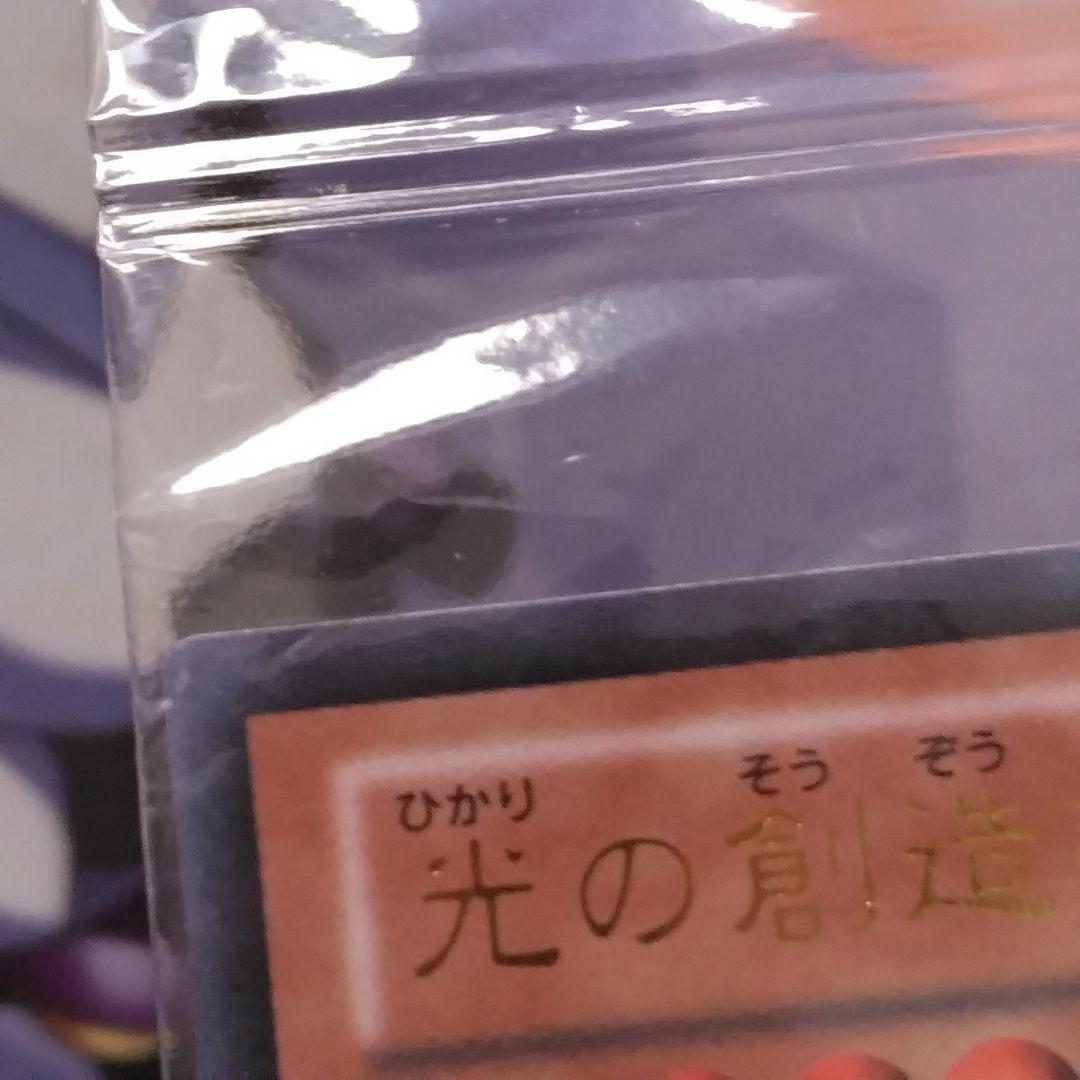 ひかり そう ぞう
光の創造